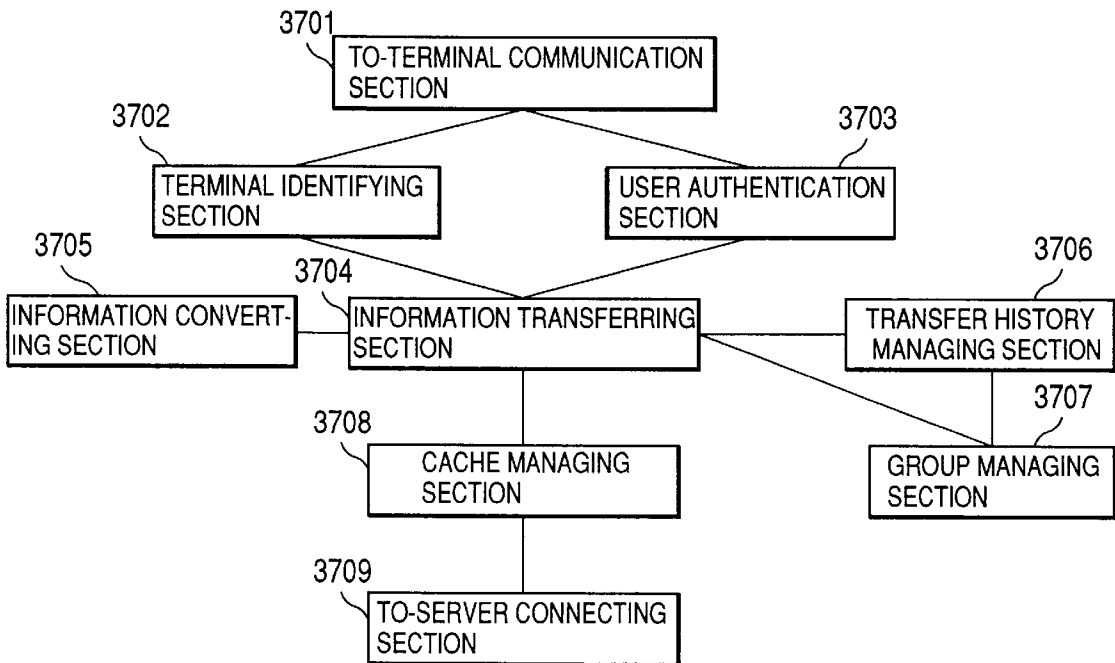 3701
TO-TERMINAL COMMUNICATION
SECTION
3702
TERMINAL IDENTIFYING
SECTION
3703
USER AUTHENTICATION
SECTION
3705
INFORMATION CONVERT-
ING SECTION
3704
INFORMATION TRANSFERRING
SECTION
3706
TRANSFER HISTORY
MANAGING SECTION
3707
GROUP MANAGING
SECTION
3708
CACHE MANAGING
SECTION
3709
TO-SERVER CONNECTING
SECTION